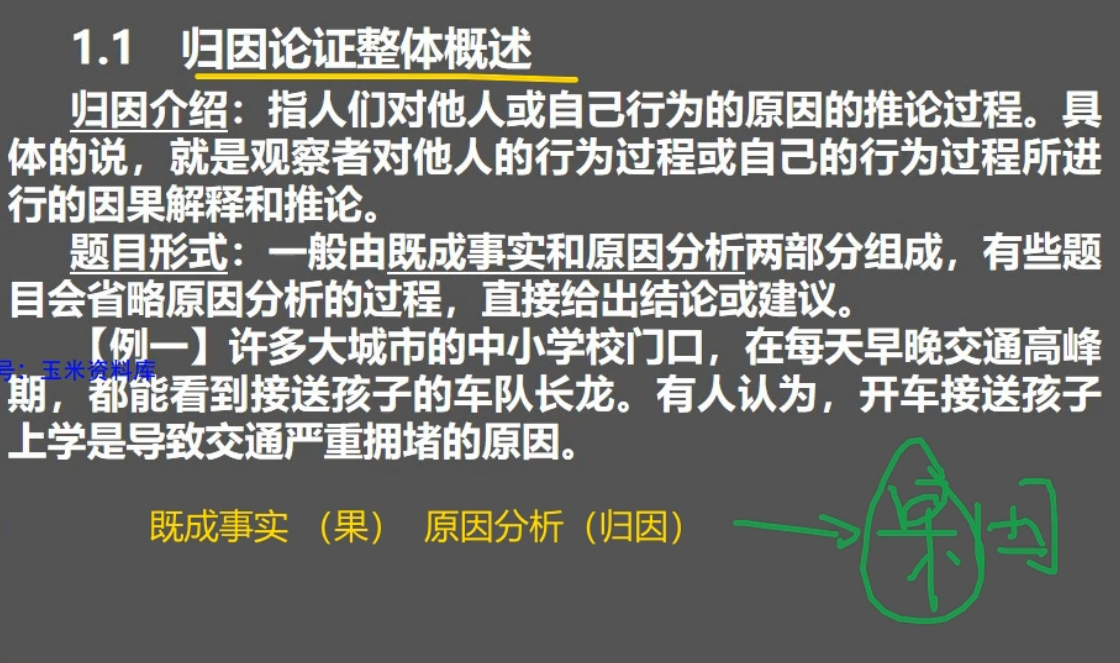 1.1 归因论证整体概述
归因介绍：指人们对他人或自己行为的原因的推论过程。具
体的说，就是观察者对他人的行为过程或自己的行为过程所进
行的因果解释和推论。
题目形式：一般由既成事实和原因分析两部分组成，有些题
目会省略原因分析的过程，直接给出结论或建议。
【例一】许多大城市的中小学校门口，在每天早晚交通高峰
号：玉米资料库
期，都能看到接送孩子的车队长龙。有人认为，开车接送孩子
上学是导致交通严重拥堵的原因。
既成事实 （果） 原因分析（归因）
果 因